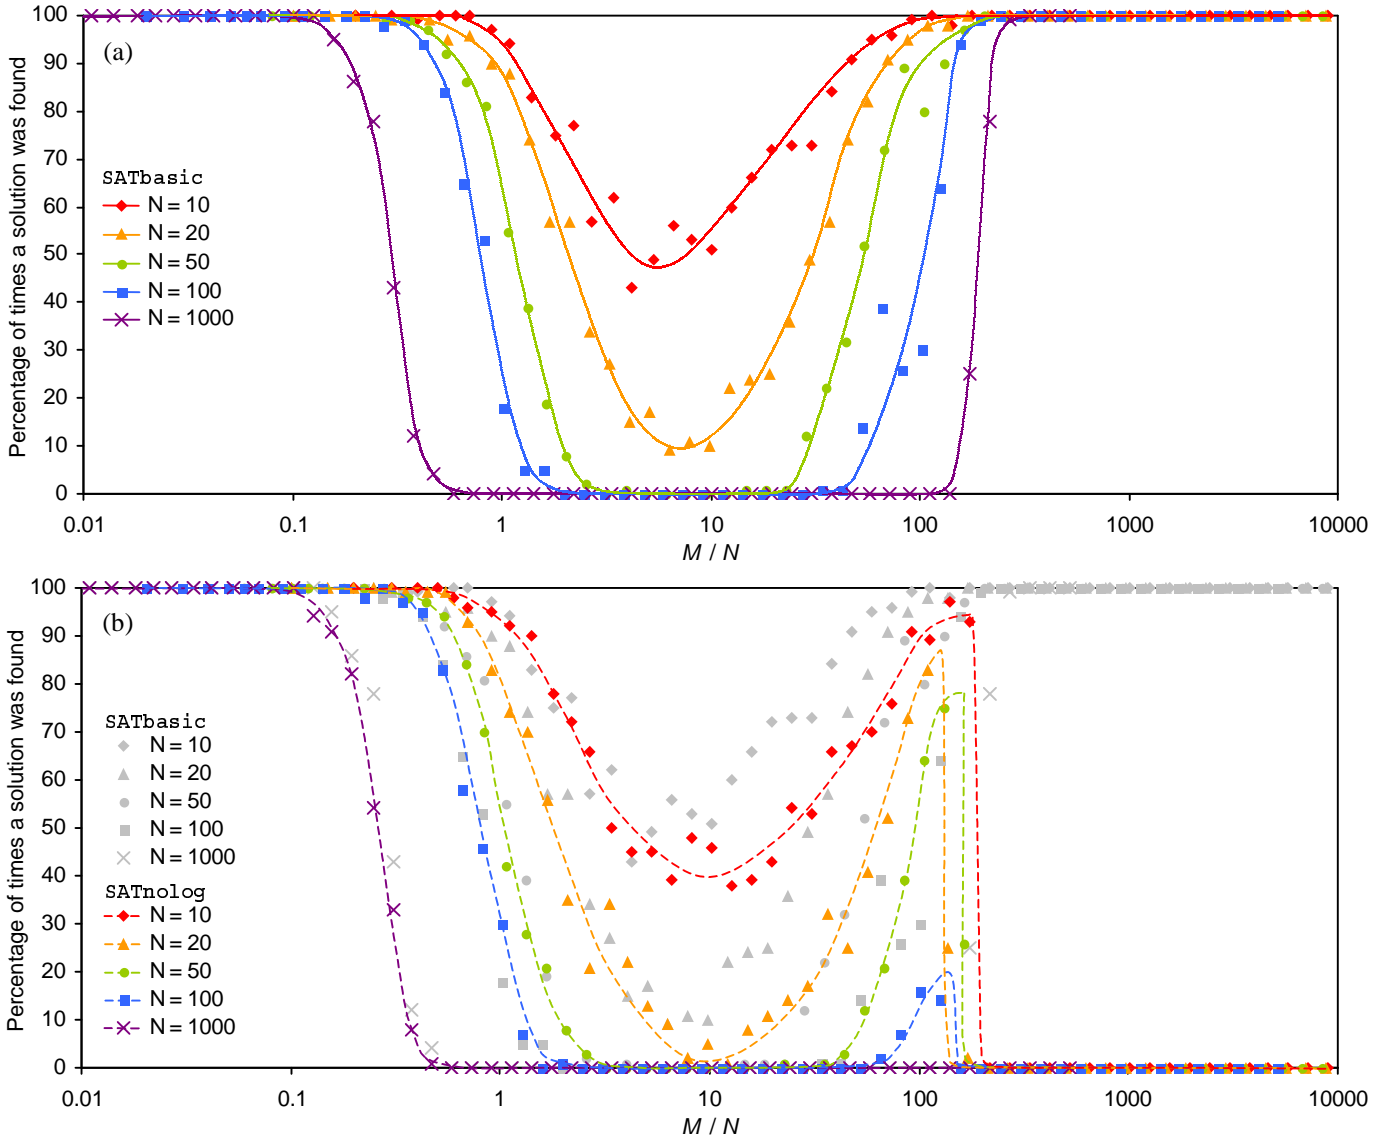 100
90
80
70
60
50
40
30
20
10
0
Percentage of times a solution was found
(a)
SATbasic
N = 10
N = 20
N = 50
N = 100
N = 1000
0.01 0.1 1 10 100 1000 10000
M / N
100
90
80
70
60
50
40
30
20
10
0
Percentage of times a solution was found
(b)
SATbasic
N = 10
N = 20
N = 50
N = 100
N = 1000
SATnolog
N = 10
N = 20
N = 50
N = 100
N = 1000
0.01 0.1 1 10 100 1000 10000
M / N